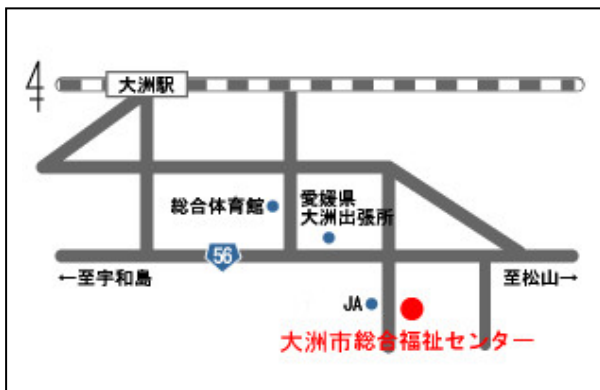 大洲駅
総合体育館
愛媛県
大洲出張所
56
←至宇和島
至松山→
JA
大洲市総合福祉センター